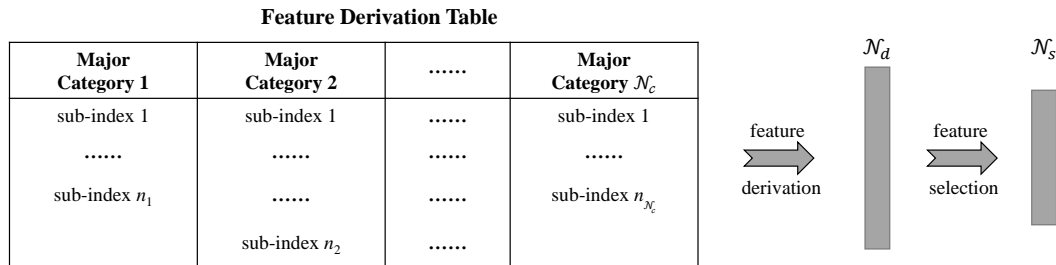 Feature Derivation Table
Major Category 1
Major Category 2
......
Major Category 𝒩c
sub-index 1
sub-index 1
......
sub-index 1
......
......
......
......
sub-index n1
......
......
sub-index n𝒩c
sub-index n2
......
feature
derivation
𝒩d
feature
selection
𝒩s